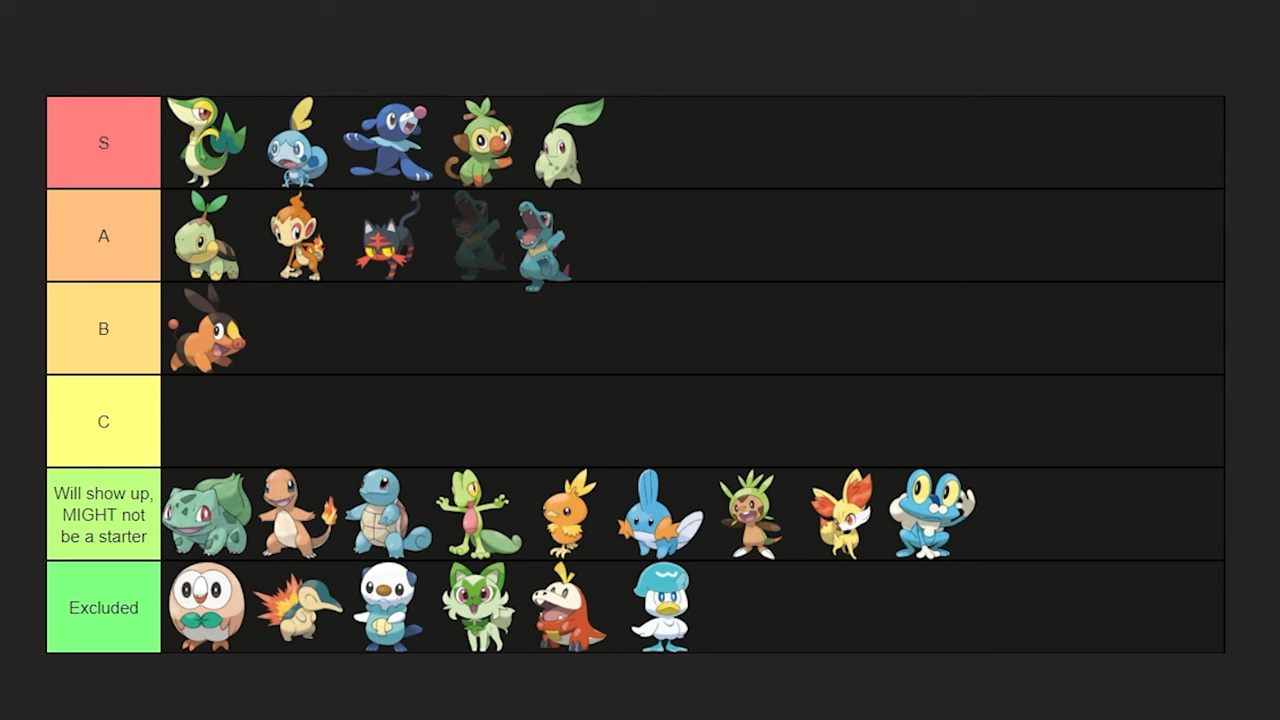 S
A
B
C
Will show up,
MIGHT not
be a starter
Excluded